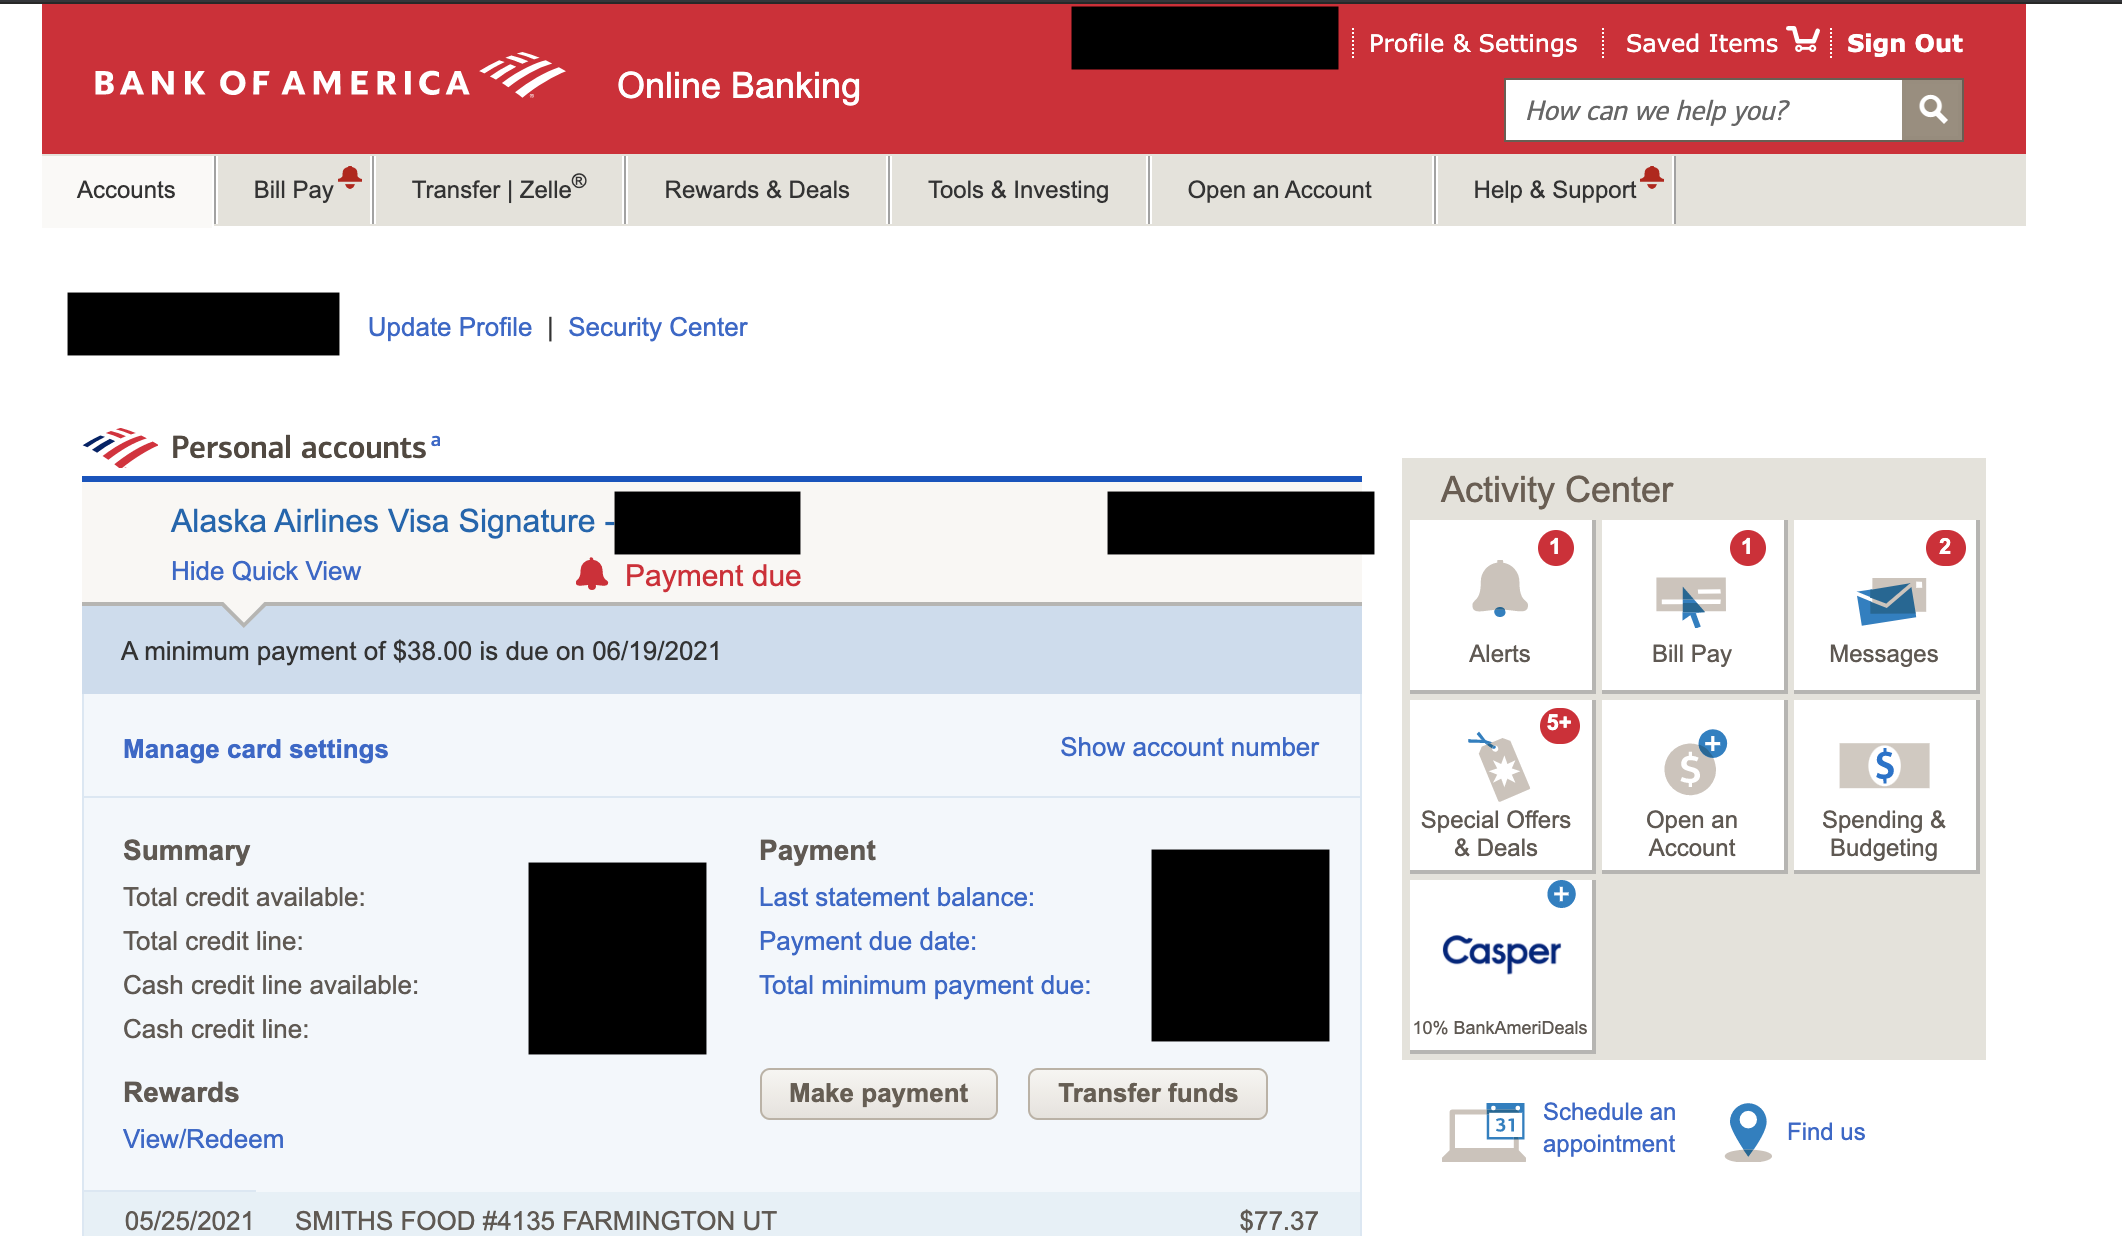 Profile & Settings
Saved Items
Sign Out
BANK OF AMERICA
Online Banking
How can we help you?
Accounts
Bill Pay
Transfer | Zelle®
Rewards & Deals
Tools & Investing
Open an Account
Help & Support
Update Profile | Security Center
Personal accounts a
Alaska Airlines Visa Signature -
Hide Quick View
Payment due
A minimum payment of $38.00 is due on 06/19/2021
Manage card settings
Show account number
Summary
Total credit available:
Total credit line:
Cash credit line available:
Cash credit line:
Rewards
View/Redeem
Payment
Last statement balance:
Payment due date:
Total minimum payment due:
Make payment
Transfer funds
05/25/2021 SMITHS FOOD #4135 FARMINGTON UT $77.37
Activity Center
1
Alerts
1
Bill Pay
2
Messages
5+
Special Offers
& Deals
$ +
Open an
Account
$
Spending &
Budgeting
+
Casper
10% BankAmeriDeals
31
Schedule an
appointment
Find us